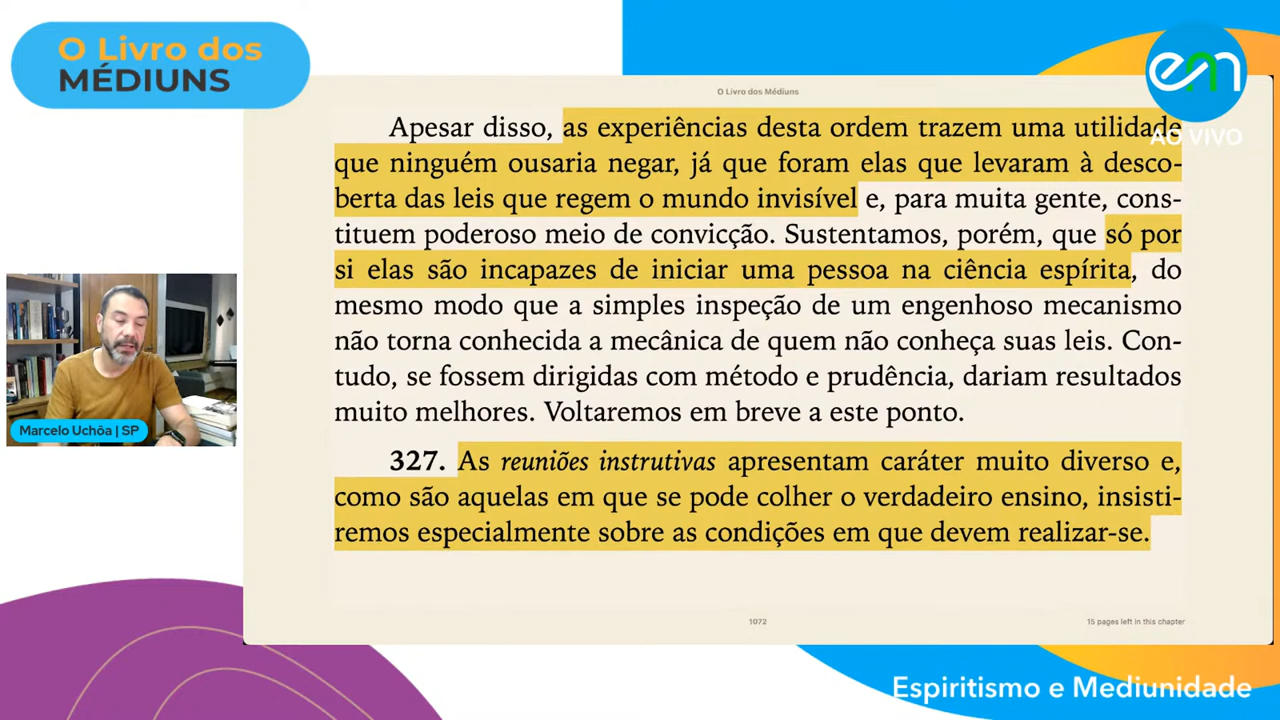 O Livro dos
MÉDIUNS
em
AO VIVO
O Livro dos Médiuns
Apesar disso, as experiências desta ordem trazem uma utilidade
que ninguém ousaria negar, já que foram elas que levaram à desco-
berta das leis que regem o mundo invisível e, para muita gente, cons-
tituem poderoso meio de convicção. Sustentamos, porém, que só por
si elas são incapazes de iniciar uma pessoa na ciência espírita, do
mesmo modo que a simples inspeção de um engenhoso mecanismo
não torna conhecida a mecânica de quem não conheça suas leis. Con-
tudo, se fossem dirigidas com método e prudência, dariam resultados
muito melhores. Voltaremos em breve a este ponto.
327. As reuniões instrutivas apresentam caráter muito diverso e,
como são aquelas em que se pode colher o verdadeiro ensino, insisti-
remos especialmente sobre as condições em que devem realizar-se.
1072
15 pages left in this chapter
Marcelo Uchôa | SP
Espiritismo e Mediunidade